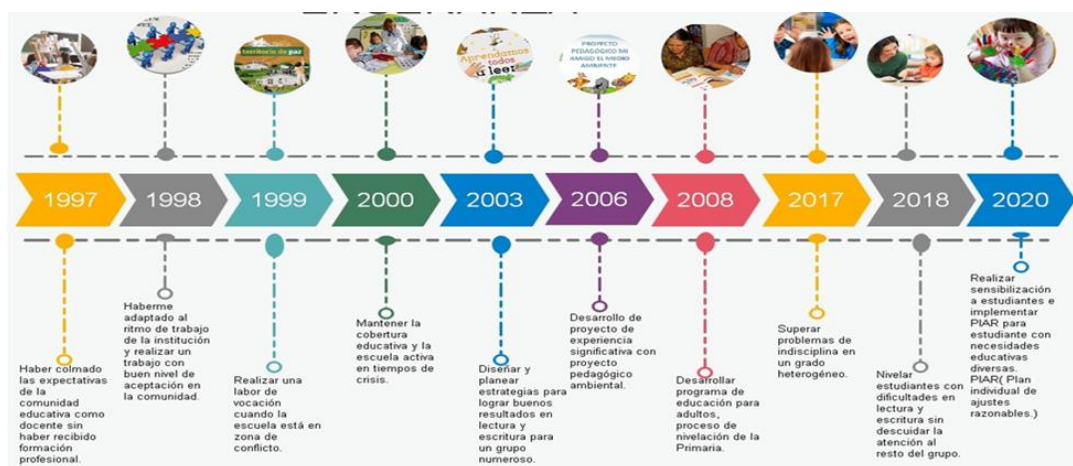 territorio de paz
Aprendamos
todos
a leer
PROYECTO
PEDAGÓGICO MI
AMIGO EL MEDIO
AMBIENTE
1997
1998
1999
2000
2003
2006
2008
2017
2018
2020
Haber colmado
las expectativas
de la
comunidad
educativa como
docente sin
haber recibido
formación
profesional.
Haberme
adaptado al
ritmo de trabajo
de la institución
y realizar un
trabajo con
buen nivel de
aceptación en
la comunidad.
Realizar una
labor de
vocación
cuando la
escuela está en
zona de
conflicto.
Mantener la
cobertura
educativa y la
escuela activa
en tiempos de
crisis.
Diseñar y
planear
estrategias para
lograr buenos
resultados en
lectura y
escritura para
un grupo
numeroso.
Desarrollo de
proyecto de
experiencia
significativa con
proyecto
pedagógico
ambiental.
Desarrollar
programa de
educación para
adultos,
proceso de
nivelación de la
Primaria.
Superar
problemas de
indisciplina en
un grado
heterogéneo.
Nivelar
estudiantes con
dificultades en
lectura y
escritura sin
descuidar la
atención al
resto del grupo.
Realizar
sensibilización
a estudiantes e
implementar
PIAR para
estudiante con
necesidades
educativas
diversas.
PIAR( Plan
individual de
ajustes
razonables.)